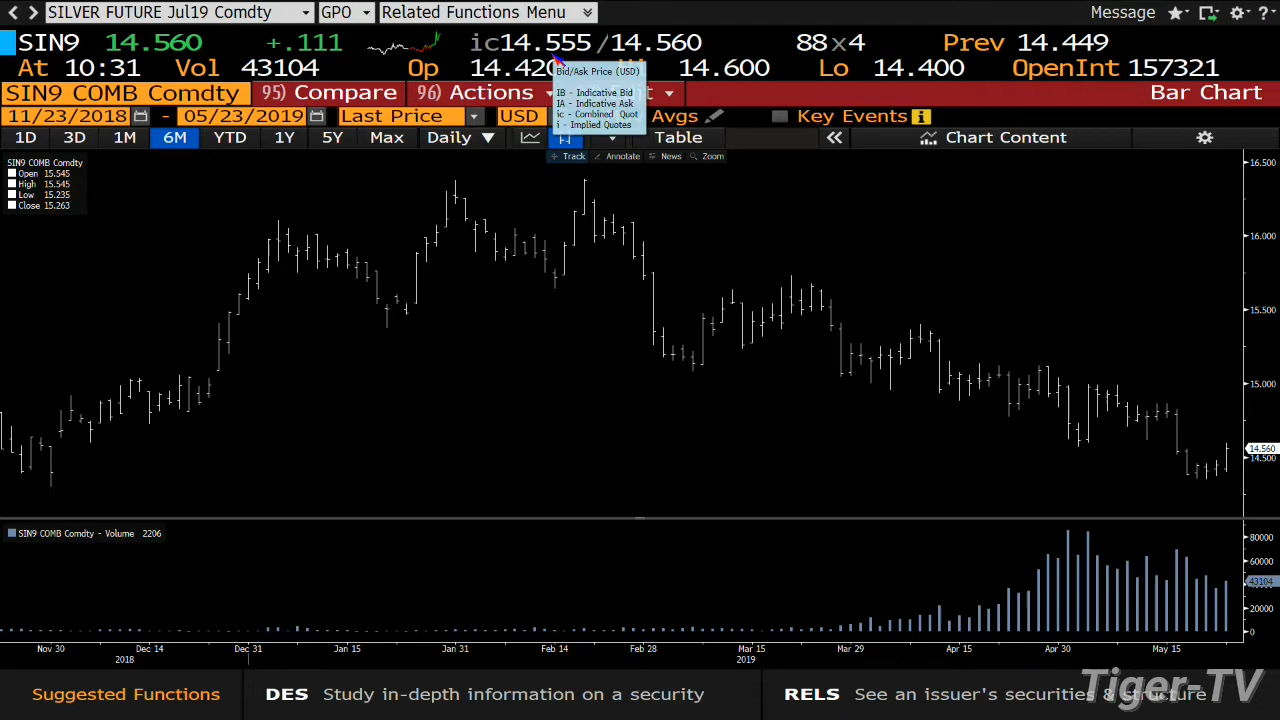 SILVER FUTURE Jul19 Comdty GPO Related Functions Menu Message ?
SIN9 14.560 +.111 ic14.555 /14.560 88x4 Prev 14.449
At 10:31 Vol 43104 Op 14.420 14.600 Lo 14.400 OpenInt 157321
Bid/Ask Price (USD)
IB - Indicative Bid
IA - Indicative Ask
ic - Combined Quot
i - Implied Quotes
SIN9 COMB Comdty 95) Compare 96) Actions Bar Chart
11/23/2018 - 05/23/2019 Last Price USD Avgs Key Events
1D 3D 1M 6M YTD 1Y 5Y Max Daily ▼ Table « Chart Content
Track Annotate News Zoom
SIN9 COMB Comdty
Open 15.545
High 15.545
Low 15.235
Close 15.263
16.500
16.000
15.500
15.000
14.560
14.500
SIN9 COMB Comdty - Volume 2206
80000
60000
43104
20000
0
Nov 30 Dec 14 Dec 31 Jan 15 Jan 31 Feb 14 Feb 28 Mar 15 Mar 29 Apr 15 Apr 30 May 15
2018 2019
Suggested Functions DES Study in-depth information on a security RELS See an issuer's securities & structure
Tiger-TV